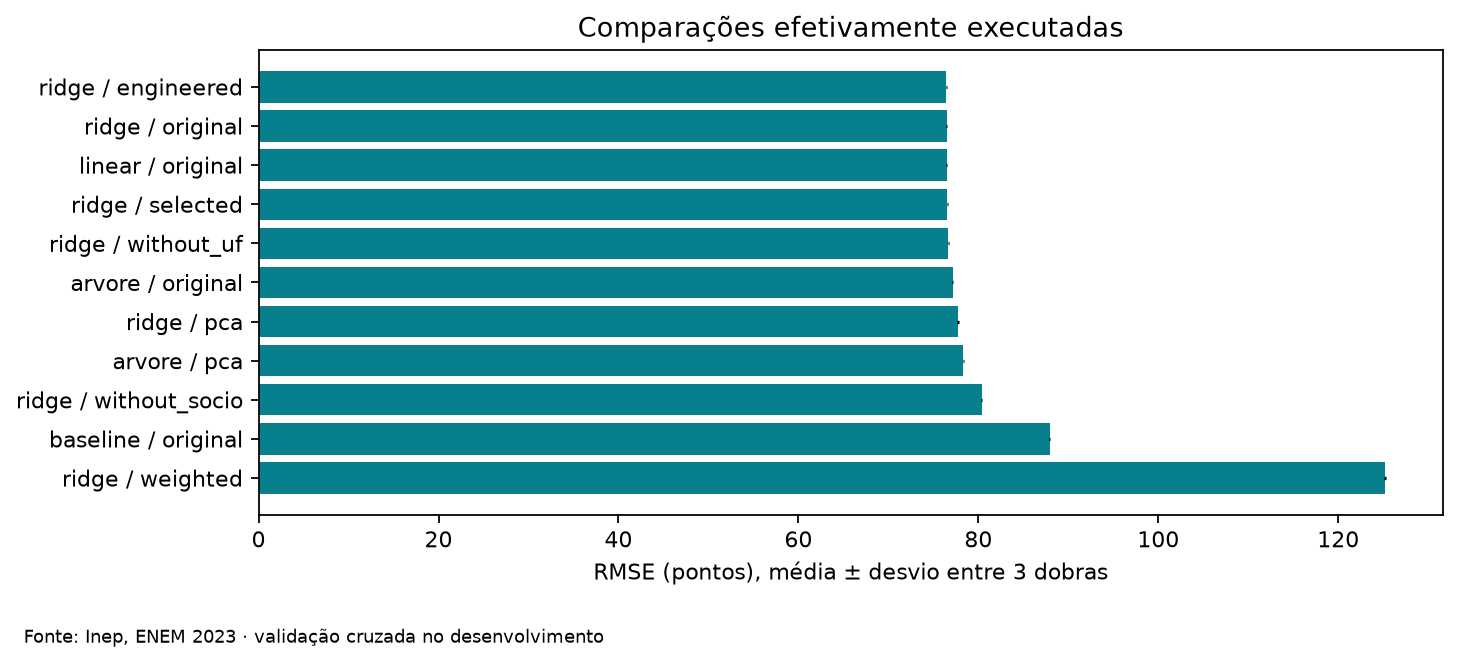 Comparações efetivamente executadas
ridge / engineered
ridge / original
linear / original
ridge / selected
ridge / without_uf
arvore / original
ridge / pca
arvore / pca
ridge / without_socio
baseline / original
ridge / weighted
0 20 40 60 80 100 120
RMSE (pontos), média ± desvio entre 3 dobras
Fonte: Inep, ENEM 2023 · validação cruzada no desenvolvimento